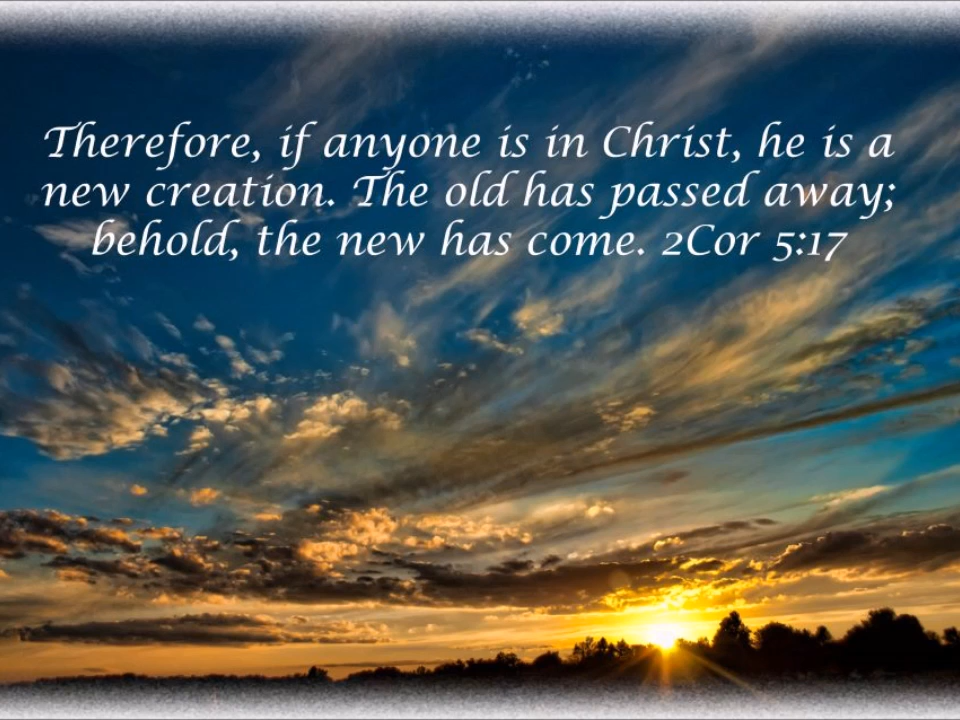 Therefore, if anyone is in Christ, he is a
new creation. The old has passed away;
behold, the new has come. 2Cor 5:17